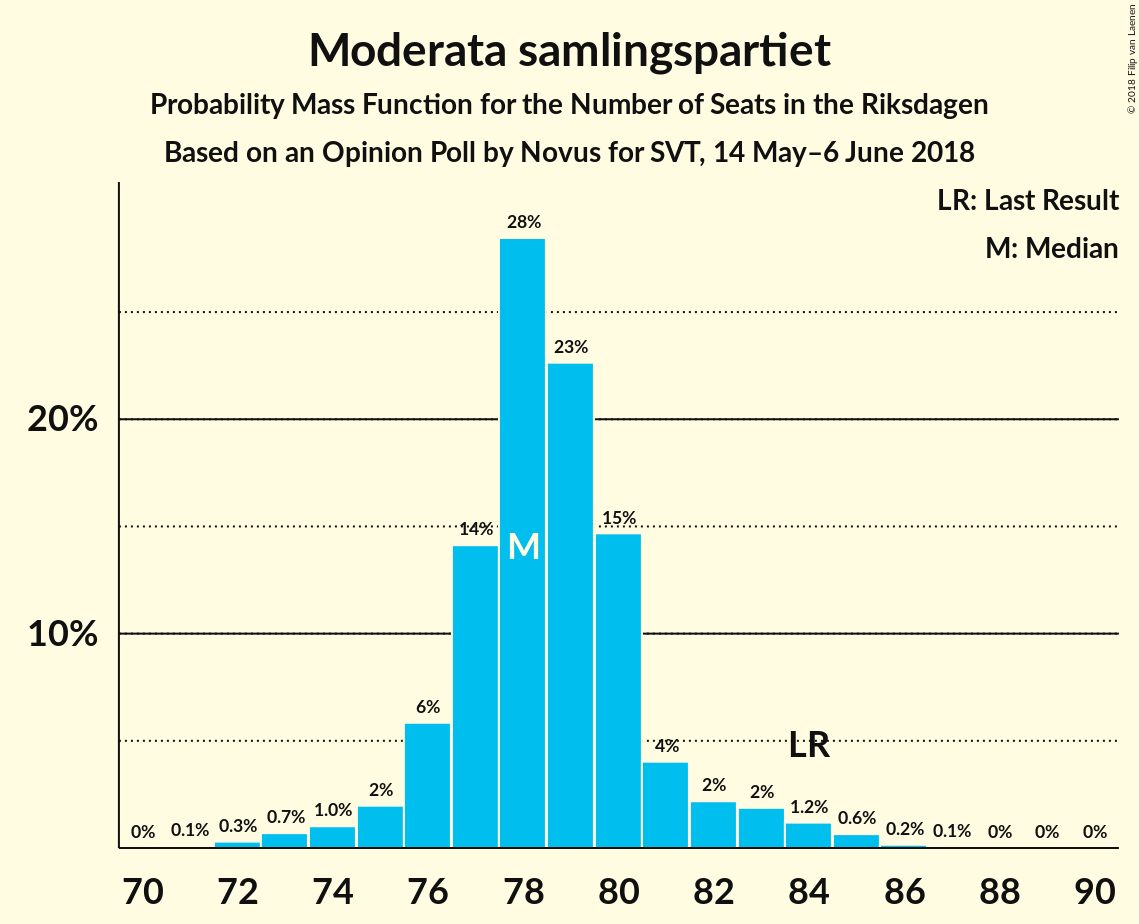 Moderata samlingspartiet
Probability Mass Function for the Number of Seats in the Riksdagen
Based on an Opinion Poll by Novus for SVT, 14 May–6 June 2018
© 2018 Filip van Laenen
LR: Last Result
M: Median
28%
23%
20%
15%
14%
M
10%
6%
4%
LR
2%
2%
2%
1.2%
1.0%
0.7%
0.6%
0.3%
0.2%
0.1%
0.1%
0%
0%
0%
0%
70 72 74 76 78 80 82 84 86 88 90